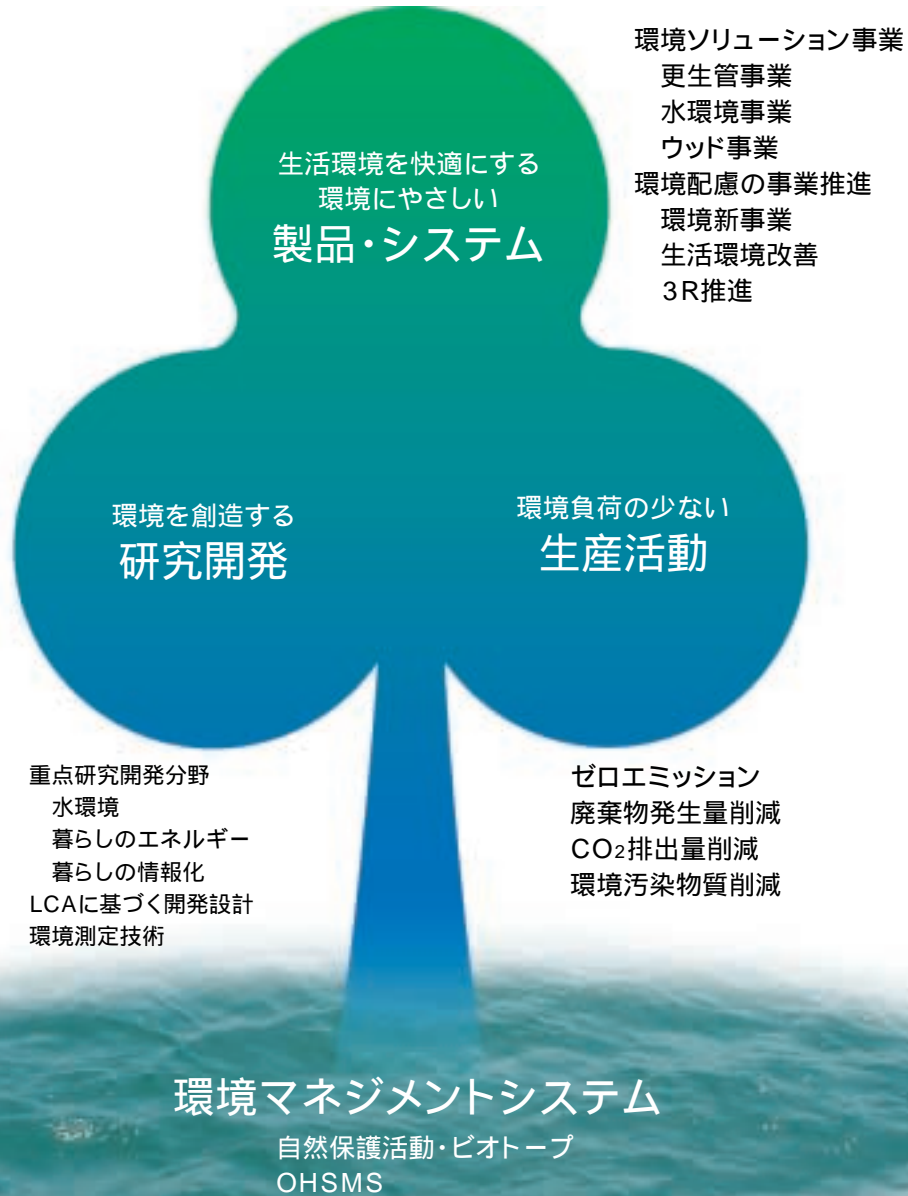 環境ソリューション事業
更生管事業
水環境事業
ウッド事業
環境配慮の事業推進
環境新事業
生活環境改善
3R推進
生活環境を快適にする
環境にやさしい
製品・システム
環境を創造する
研究開発
環境負荷の少ない
生産活動
重点研究開発分野
水環境
暮らしのエネルギー
暮らしの情報化
LCAに基づく開発設計
環境測定技術
ゼロエミッション
廃棄物発生量削減
CO₂排出量削減
環境汚染物質削減
環境マネジメントシステム
自然保護活動・ビオトープ
OHSMS